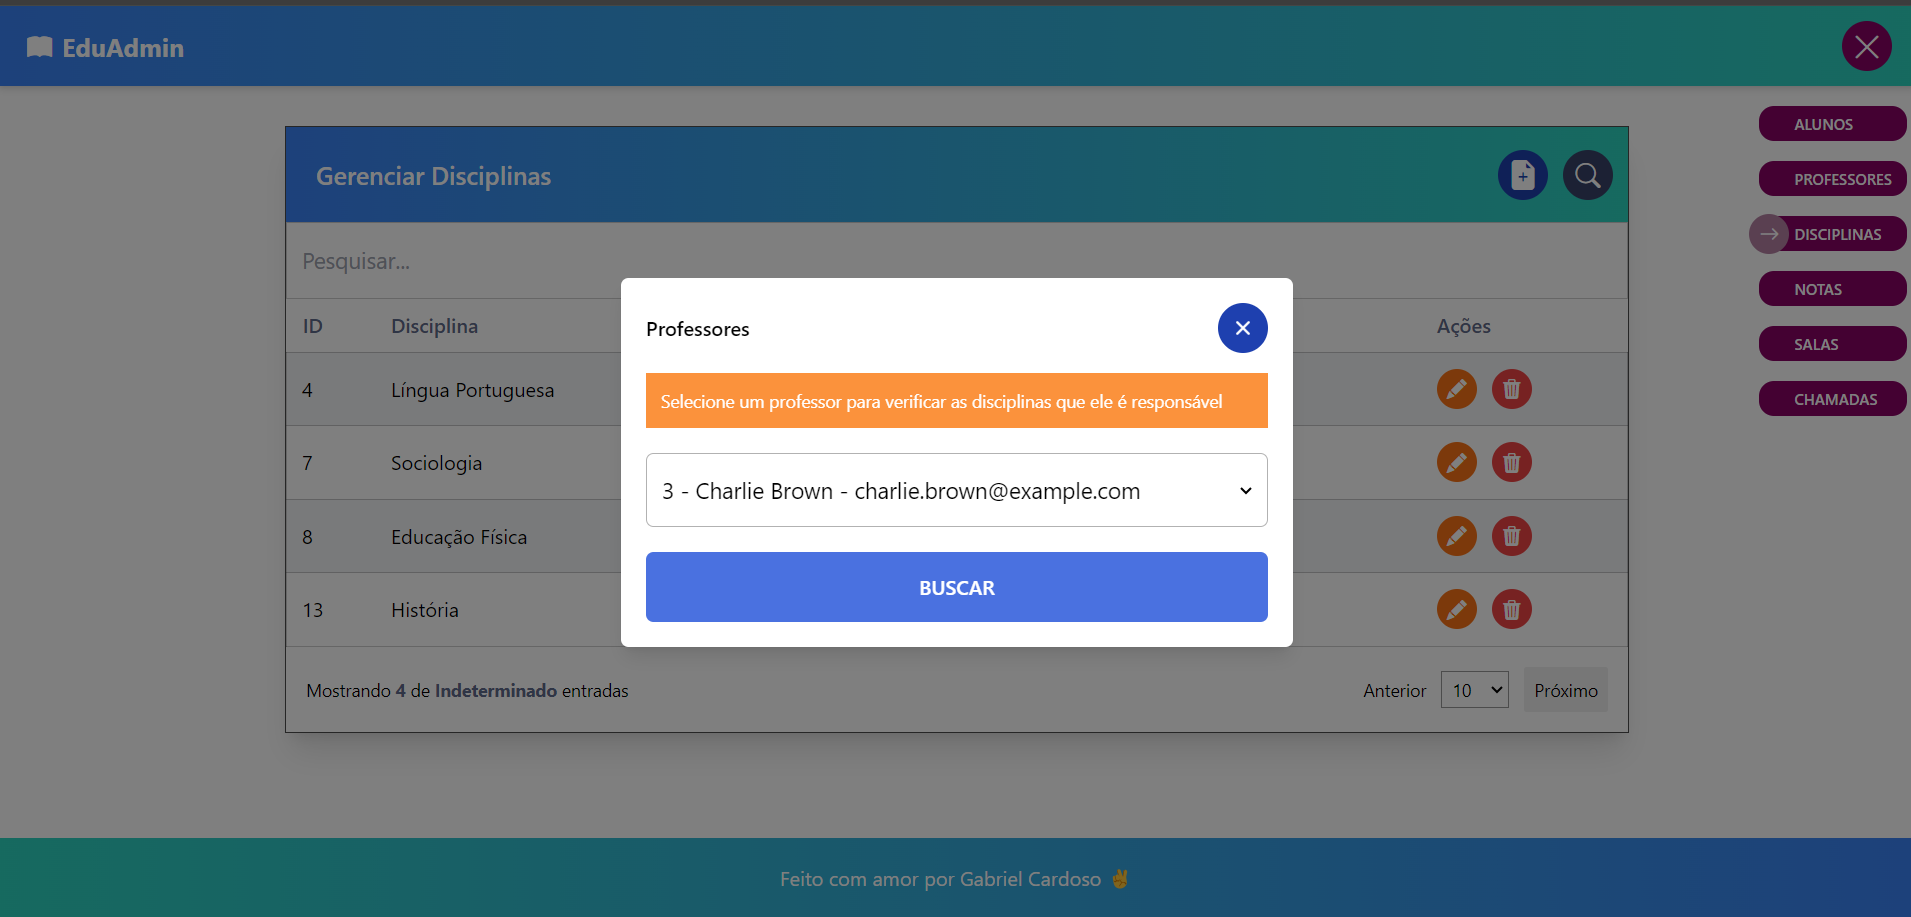 EduAdmin
ALUNOS
PROFESSORES
DISCIPLINAS
NOTAS
SALAS
CHAMADAS
Gerenciar Disciplinas
Pesquisar...
ID Disciplina Ações
4 Língua Portuguesa
7 Sociologia
8 Educação Física
13 História
Professores
Selecione um professor para verificar as disciplinas que ele é responsável
3 - Charlie Brown - charlie.brown@example.com
BUSCAR
Mostrando 4 de Indeterminado entradas
Anterior 10 Próximo
Feito com amor por Gabriel Cardoso ✌